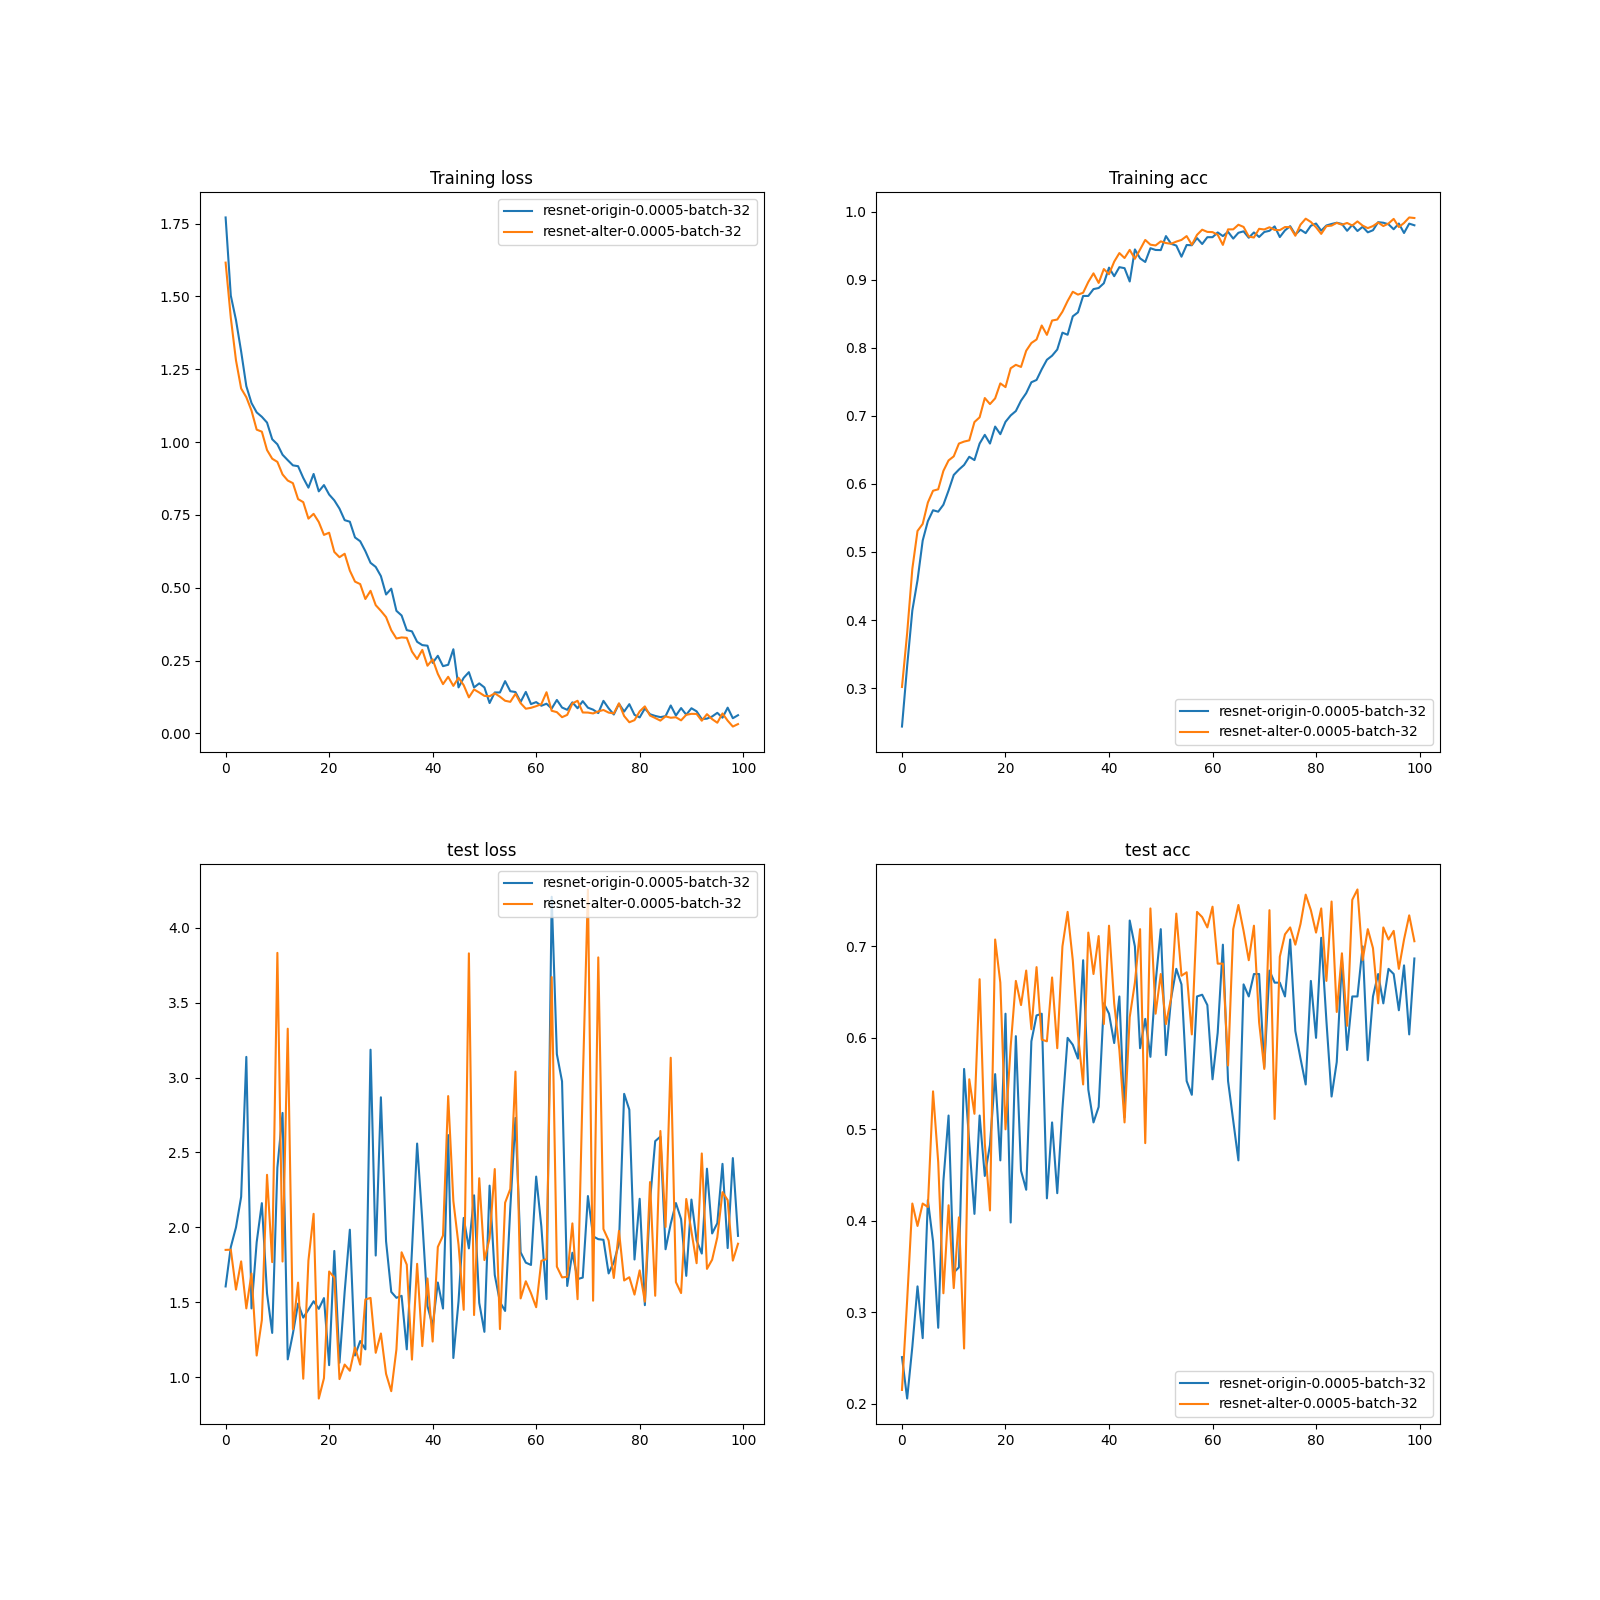 Training loss
resnet-origin-0.0005-batch-32
resnet-alter-0.0005-batch-32
1.75
1.50
1.25
1.00
0.75
0.50
0.25
0.00
0 20 40 60 80 100
Training acc
1.0
0.9
0.8
0.7
0.6
0.5
0.4
0.3
resnet-origin-0.0005-batch-32
resnet-alter-0.0005-batch-32
0 20 40 60 80 100
test loss
resnet-origin-0.0005-batch-32
resnet-alter-0.0005-batch-32
4.0
3.5
3.0
2.5
2.0
1.5
1.0
0 20 40 60 80 100
test acc
0.7
0.6
0.5
0.4
0.3
0.2
resnet-origin-0.0005-batch-32
resnet-alter-0.0005-batch-32
0 20 40 60 80 100